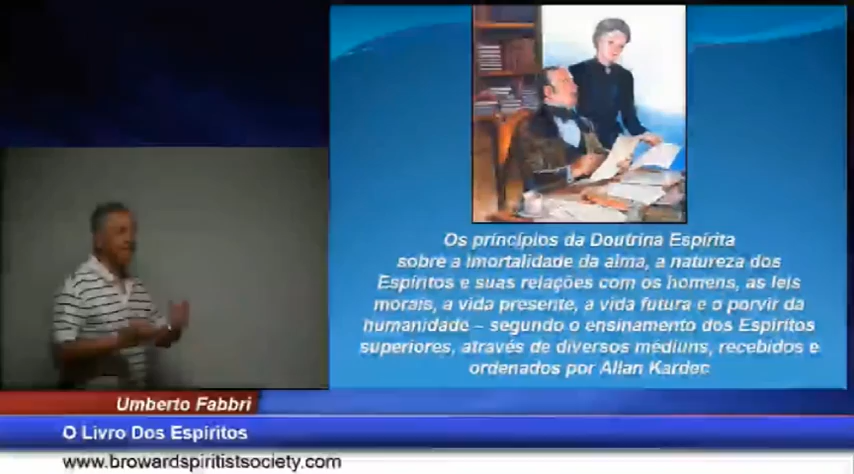 Os princípios da Doutrina Espírita
sobre a imortalidade da alma, a natureza dos
Espíritos e suas relações com os homens, as leis
morais, a vida presente, a vida futura e o porvir da
humanidade – segundo o ensinamento dos Espíritos
superiores, através de diversos médiuns, recebidos e
ordenados por Allan Kardec
Umberto Fabbri
O Livro Dos Espíritos
www.browardspiritistsociety.com